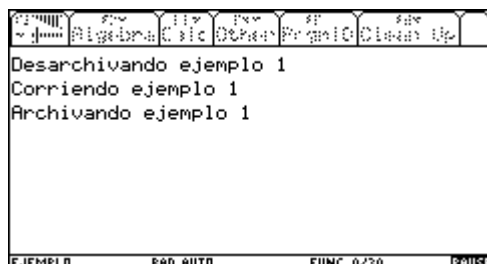 Algebra Calc Other PrgmIO Clean Up
Desarchivando ejemplo 1
Corriendo ejemplo 1
Archivando ejemplo 1
EJEMPLO RAD AUTO FUNC 0/30 PAUSE